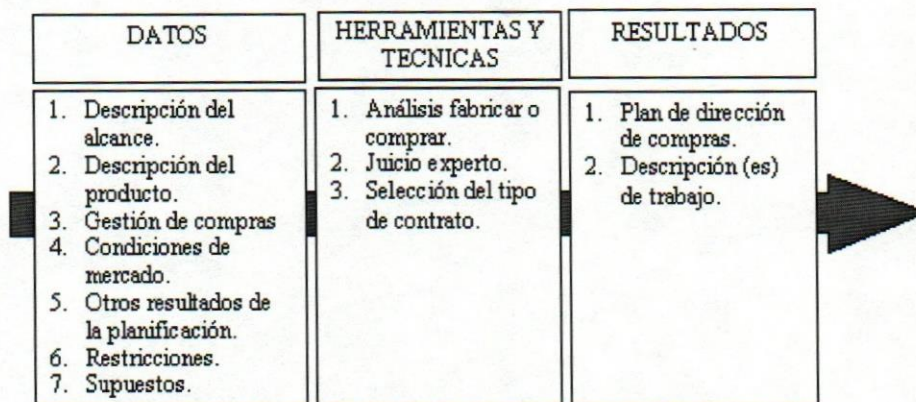 DATOS
HERRAMIENTAS Y
TECNICAS
RESULTADOS
1. Descripción del
alcance.
2. Descripción del
producto.
3. Gestión de compras
4. Condiciones de
mercado.
5. Otros resultados de
la planificación.
6. Restricciones.
7. Supuestos.
1. Análisis fabricar o
comprar.
2. Juicio experto.
3. Selección del tipo
de contrato.
1. Plan de dirección
de compras.
2. Descripción (es)
de trabajo.